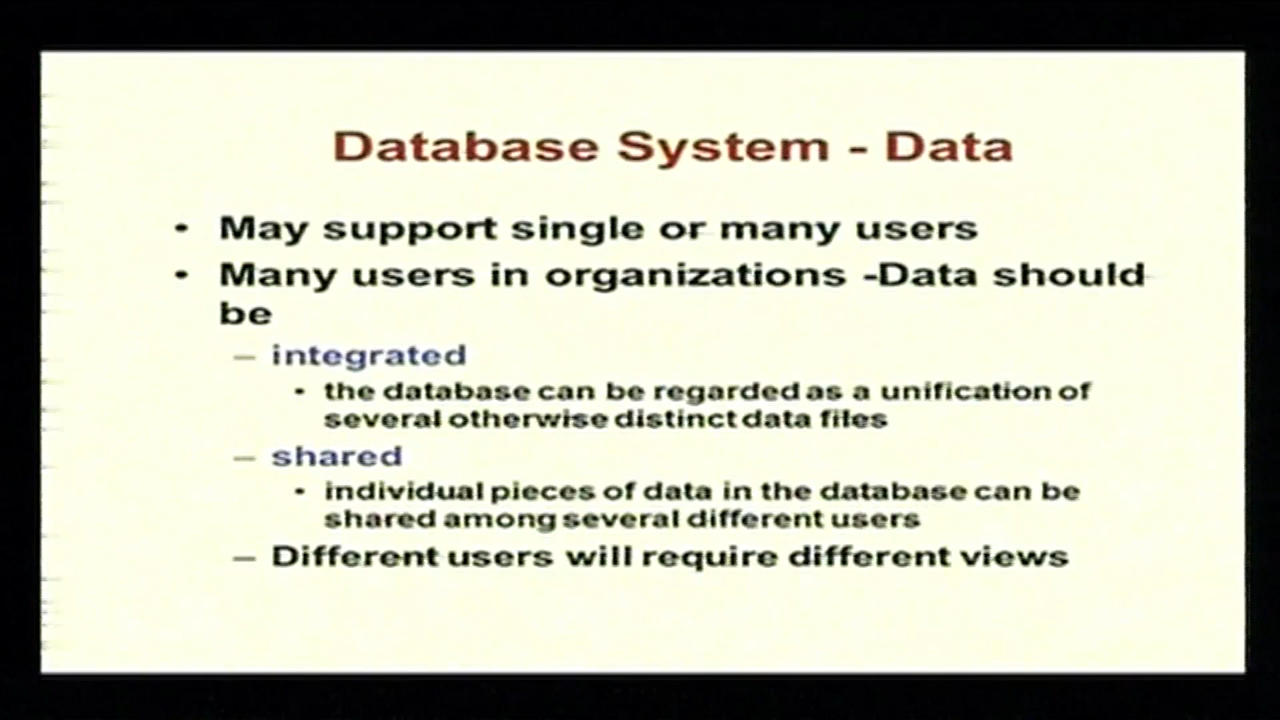 Database System - Data
• May support single or many users
• Many users in organizations -Data should
be
– integrated
• the database can be regarded as a unification of
several otherwise distinct data files
– shared
• individual pieces of data in the database can be
shared among several different users
– Different users will require different views